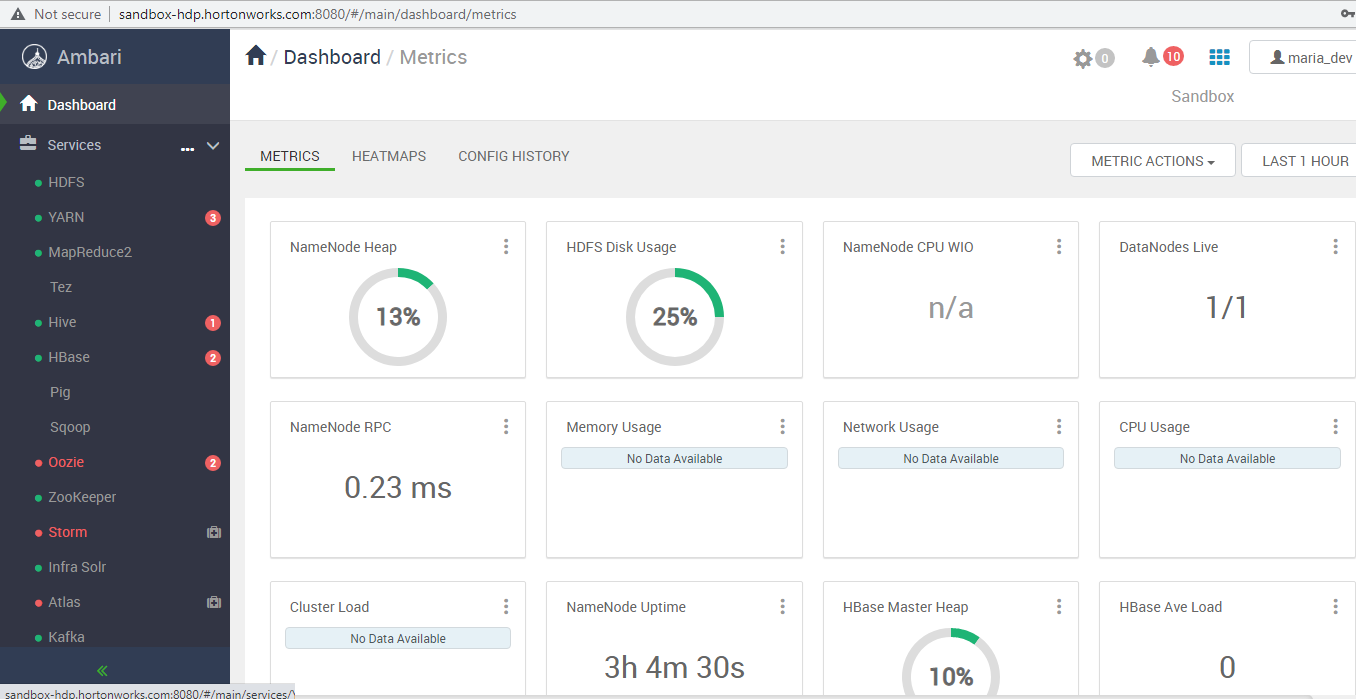 Not secure | sandbox-hdp.hortonworks.com:8080/#/main/dashboard/metrics
Ambari
/ Dashboard / Metrics
0
10
maria_dev
Sandbox
Dashboard
Services
HDFS
YARN 3
MapReduce2
Tez
Hive 1
HBase 2
Pig
Sqoop
Oozie 2
ZooKeeper
Storm
Infra Solr
Atlas
Kafka
«
METRICS HEATMAPS CONFIG HISTORY
METRIC ACTIONS
LAST 1 HOUR
NameNode Heap
13%
HDFS Disk Usage
25%
NameNode CPU WIO
n/a
DataNodes Live
1/1
NameNode RPC
0.23 ms
Memory Usage
No Data Available
Network Usage
No Data Available
CPU Usage
No Data Available
Cluster Load
No Data Available
NameNode Uptime
3h 4m 30s
HBase Master Heap
10%
HBase Ave Load
0
sandbox-hdp.hortonworks.com:8080/#/main/services/